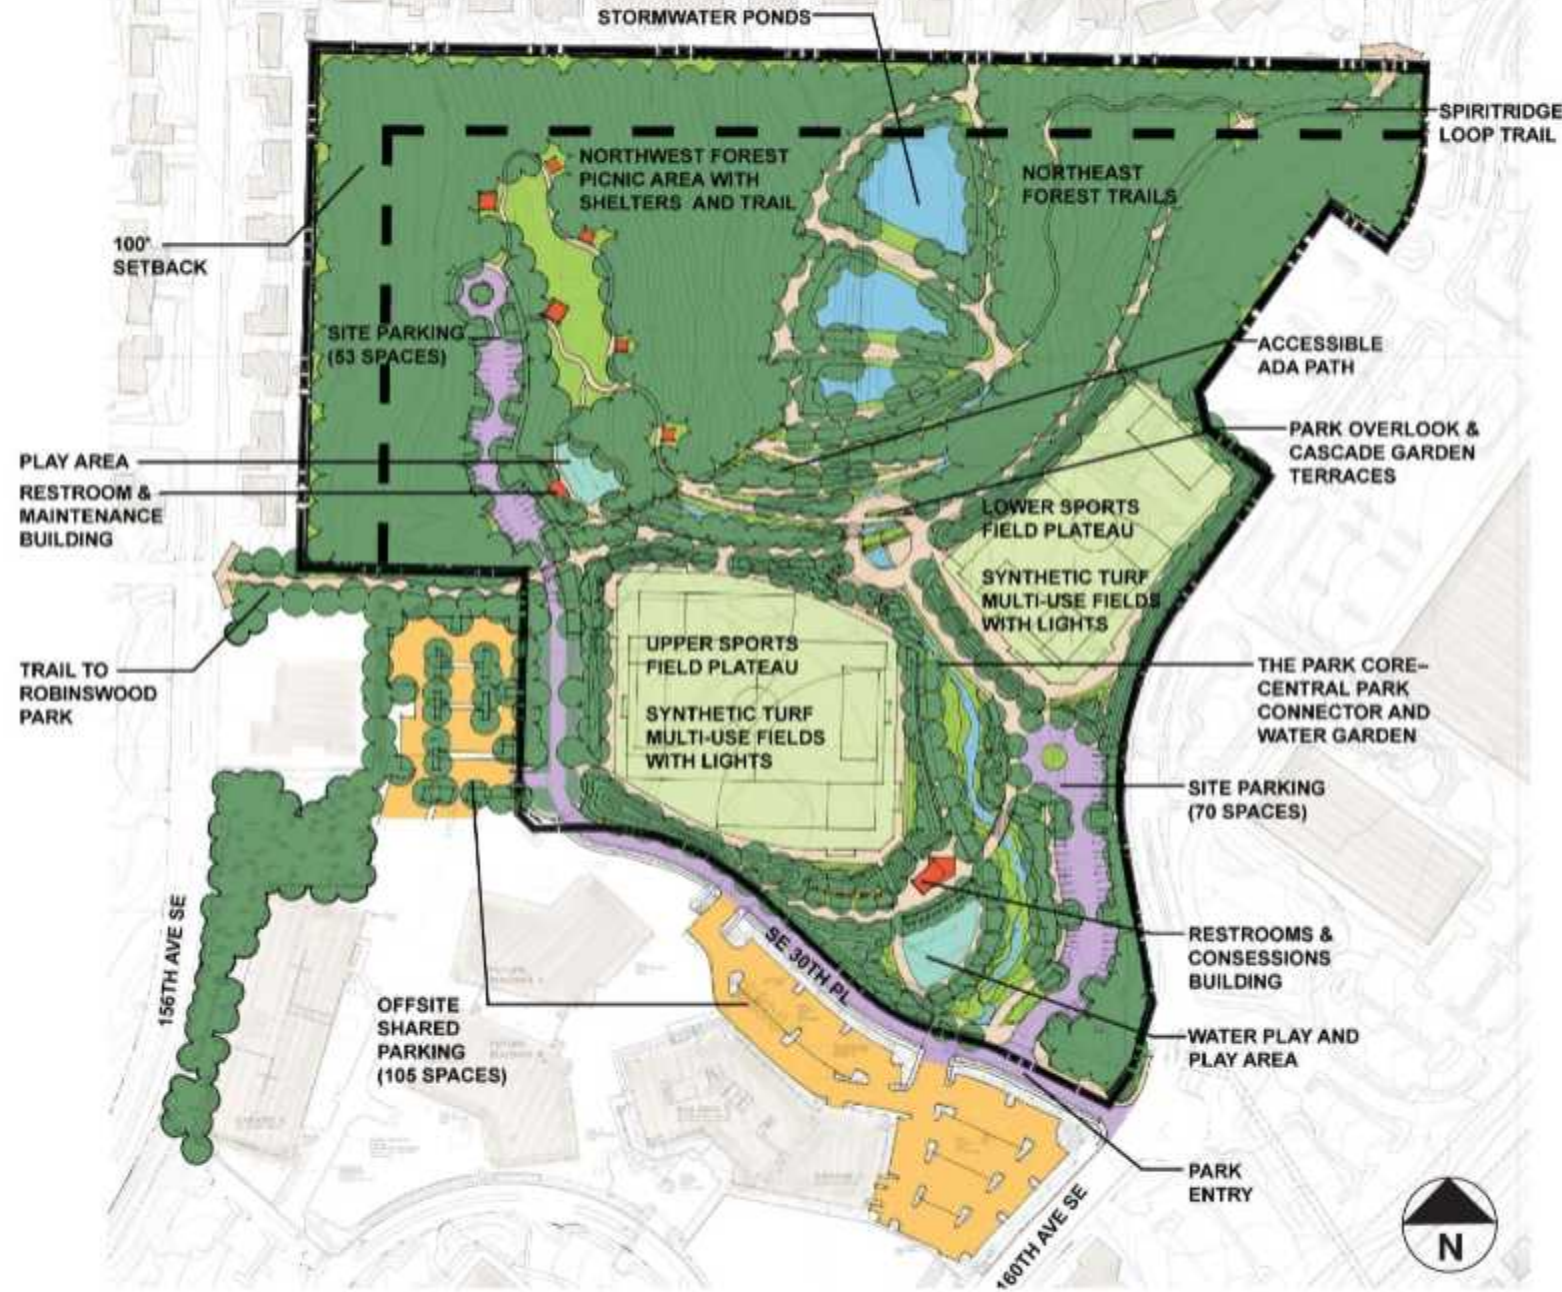 STORMWATER PONDS
SPIRITRIDGE
LOOP TRAIL
NORTHWEST FOREST
PICNIC AREA WITH
SHELTERS AND TRAIL
NORTHEAST
FOREST TRAILS
100'
SETBACK
SITE PARKING
(53 SPACES)
ACCESSIBLE
ADA PATH
PARK OVERLOOK &
CASCADE GARDEN
TERRACES
PLAY AREA
RESTROOM &
MAINTENANCE
BUILDING
LOWER SPORTS
FIELD PLATEAU
SYNTHETIC TURF
MULTI-USE FIELDS
WITH LIGHTS
UPPER SPORTS
FIELD PLATEAU
SYNTHETIC TURF
MULTI-USE FIELDS
WITH LIGHTS
TRAIL TO
ROBINSWOOD
PARK
THE PARK CORE–
CENTRAL PARK
CONNECTOR AND
WATER GARDEN
SITE PARKING
(70 SPACES)
RESTROOMS &
CONSESSIONS
BUILDING
156TH AVE SE
SE 30TH PL
OFFSITE
SHARED
PARKING
(105 SPACES)
WATER PLAY AND
PLAY AREA
PARK
ENTRY
160TH AVE SE
N